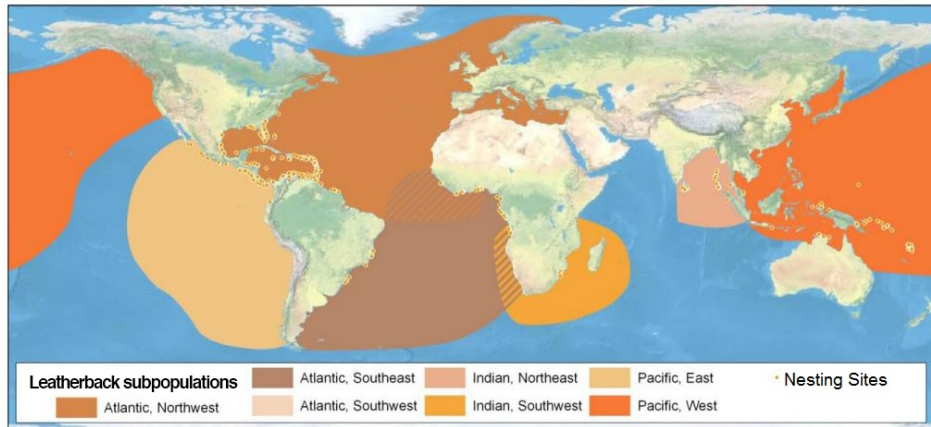 Leatherback subpopulations
Atlantic, Northwest
Atlantic, Southeast
Atlantic, Southwest
Indian, Northeast
Indian, Southwest
Pacific, East
Pacific, West
Nesting Sites